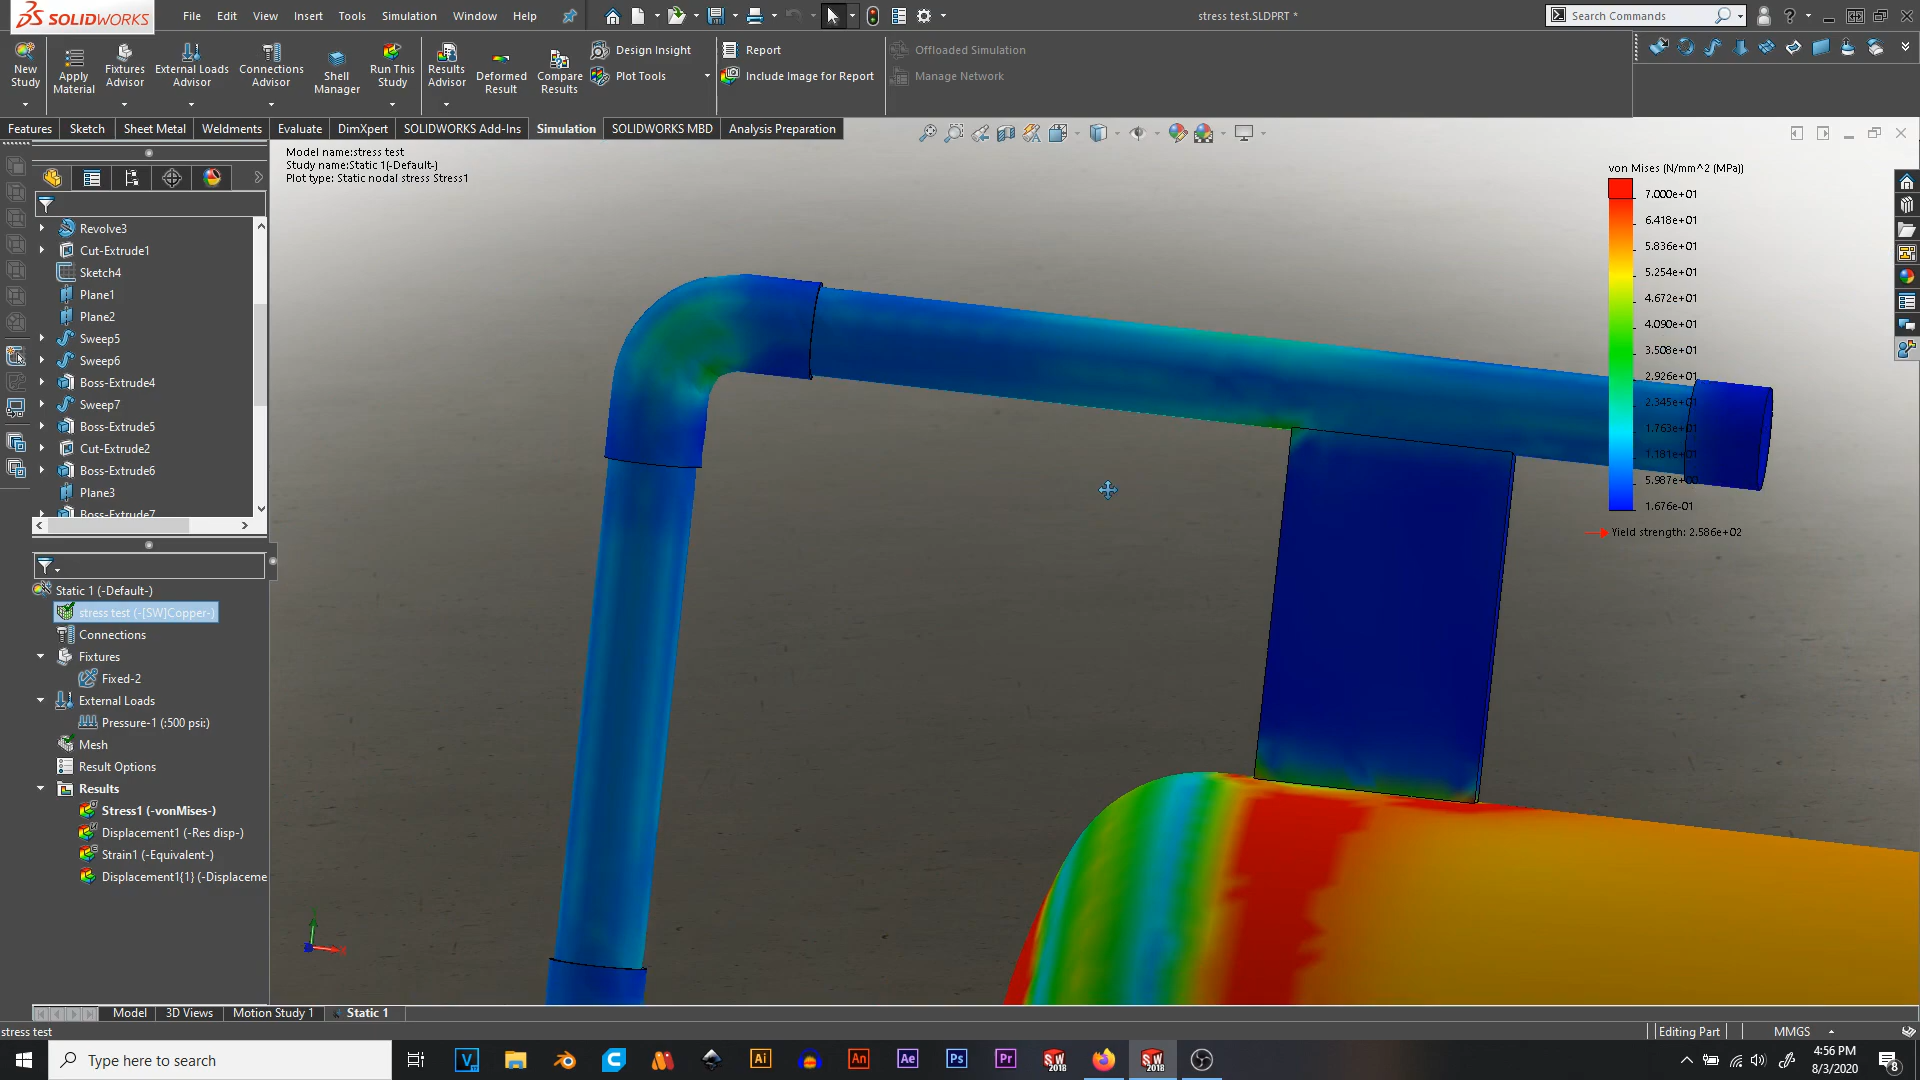 SOLIDWORKS
File Edit View Insert Tools Simulation Window Help
stress test.SLDPRT *
Search Commands
New Study
Apply Material
Fixtures Advisor
External Loads Advisor
Connections Advisor
Shell Manager
Run This Study
Results Advisor
Deformed Result
Compare Results
Design Insight
Plot Tools
Report
Include Image for Report
Offloaded Simulation
Manage Network
Features Sketch Sheet Metal Weldments Evaluate DimXpert SOLIDWORKS Add-Ins Simulation SOLIDWORKS MBD Analysis Preparation
Model name:stress test
Study name:Static 1(-Default-)
Plot type: Static nodal stress Stress1
von Mises (N/mm^2 (MPa))
7.000e+01
6.418e+01
5.836e+01
5.254e+01
4.672e+01
4.090e+01
3.508e+01
2.926e+01
2.345e+01
1.763e+01
1.181e+01
5.987e+00
1.676e-01
Yield strength: 2.586e+02
Revolve3
Cut-Extrude1
Sketch4
Plane1
Plane2
Sweep5
Sweep6
Boss-Extrude4
Sweep7
Boss-Extrude5
Cut-Extrude2
Boss-Extrude6
Plane3
Boss-Extrude7
Static 1 (-Default-)
stress test (-[SW]Copper-)
Connections
Fixtures
Fixed-2
External Loads
Pressure-1 (:500 psi:)
Mesh
Result Options
Results
Stress1 (-vonMises-)
Displacement1 (-Res disp-)
Strain1 (-Equivalent-)
Displacement1{1} (-Displaceme
Model 3D Views Motion Study 1 Static 1
stress test
Editing Part
MMGS
Type here to search
Ai
An
Ae
Ps
Pr
SW 2018
SW 2018
4:56 PM
8/3/2020
8